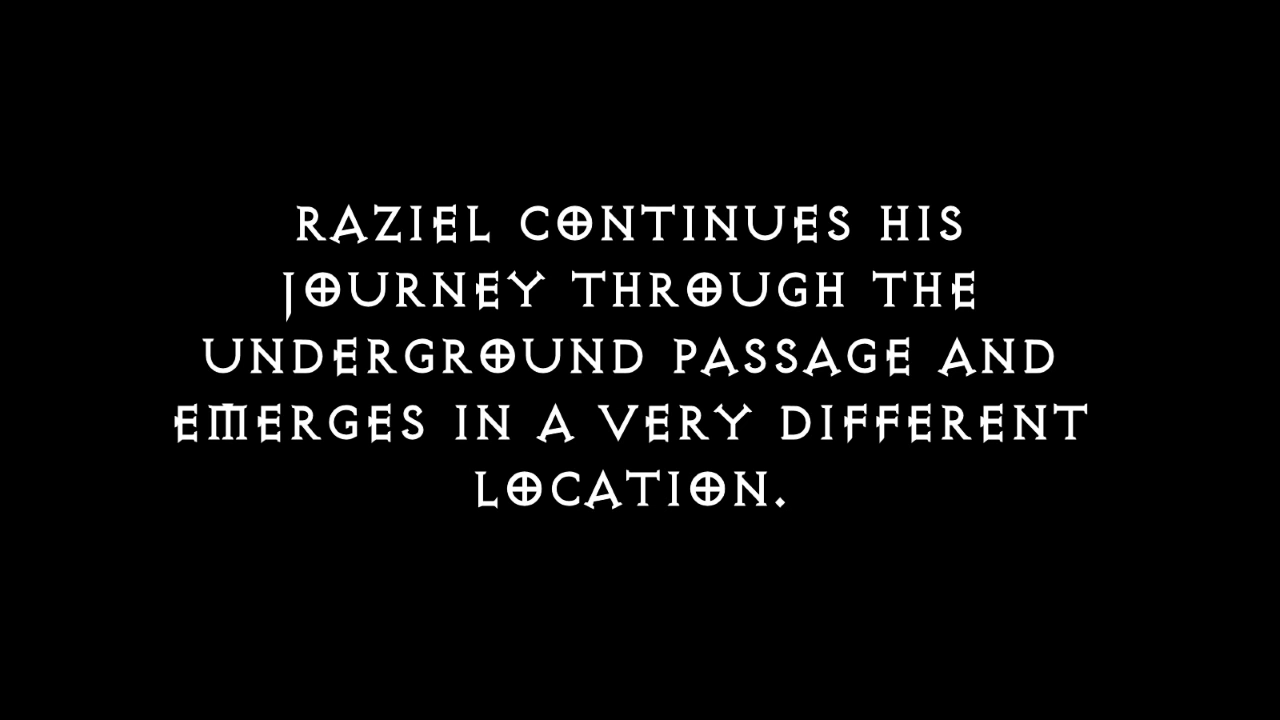 RAZIEL CONTINUES HIS
JOURNEY THROUGH THE
UNDERGROUND PASSAGE AND
EMERGES IN A VERY DIFFERENT
LOCATION.